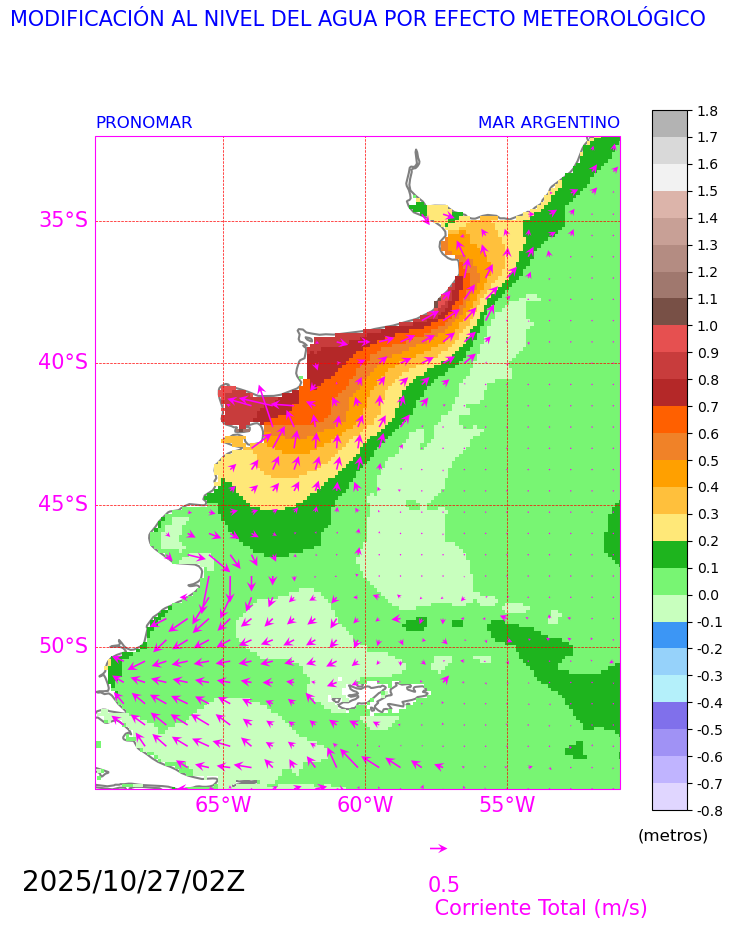 MODIFICACIÓN AL NIVEL DEL AGUA POR EFECTO METEOROLÓGICO
PRONOMAR MAR ARGENTINO
35°S
40°S
45°S
50°S
65°W 60°W 55°W
1.8
1.7
1.6
1.5
1.4
1.3
1.2
1.1
1.0
0.9
0.8
0.7
0.6
0.5
0.4
0.3
0.2
0.1
0.0
-0.1
-0.2
-0.3
-0.4
-0.5
-0.6
-0.7
-0.8
(metros)
2025/10/27/02Z
0.5
Corriente Total (m/s)